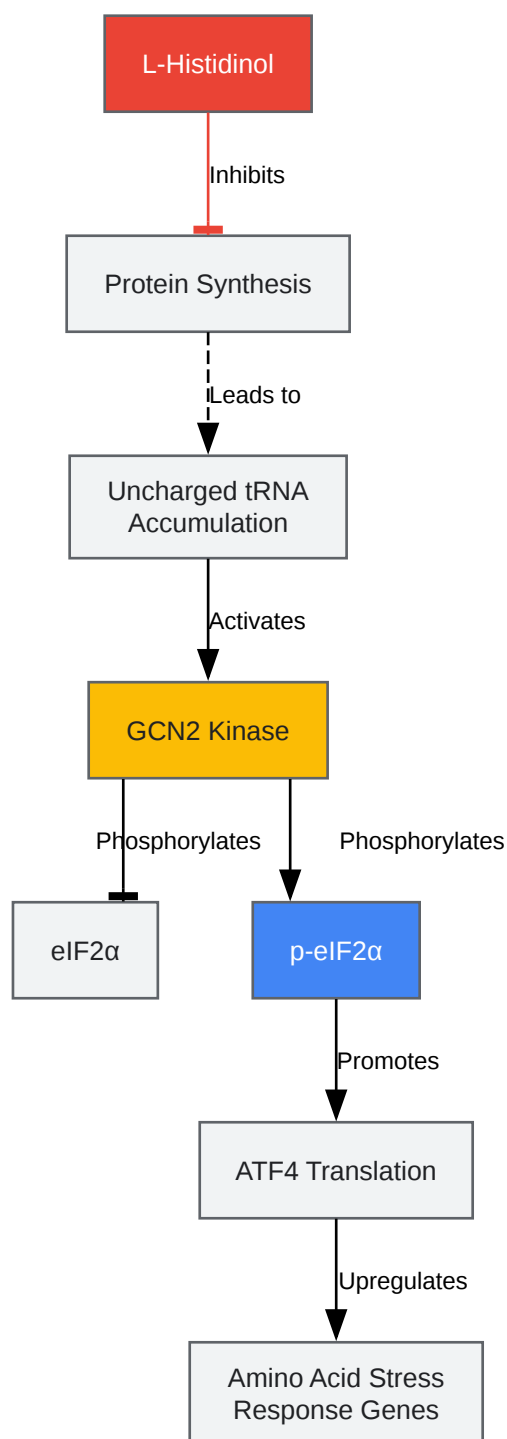 L-Histidinol
Inhibits
Protein Synthesis
Leads to
Uncharged tRNA
Accumulation
Activates
GCN2 Kinase
Phosphorylates
Phosphorylates
eIF2α
p-eIF2α
Promotes
ATF4 Translation
Upregulates
Amino Acid Stress
Response Genes